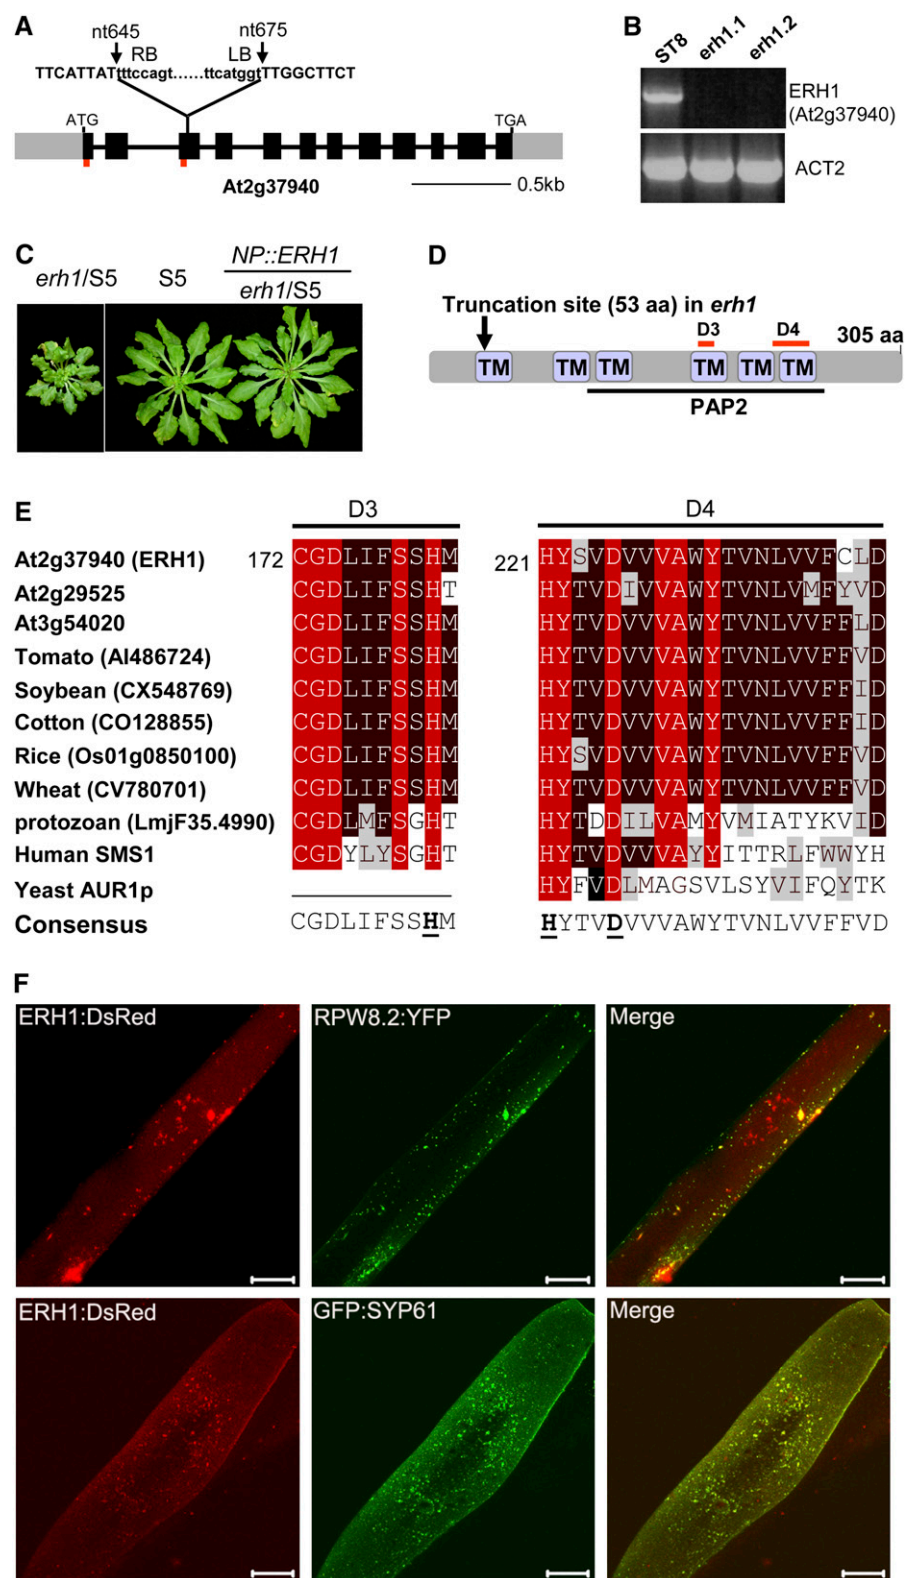 A
nt645 nt675
RB LB
TTCATTATtttccagt......ttcatggtTTGGCTTCT
ATG TGA
At2g37940 0.5kb
B
ST8 erh1.1 erh1.2
ERH1
(At2g37940)
ACT2
C
NP::ERH1
erh1/S5 S5 erh1/S5
D
Truncation site (53 aa) in erh1
D3 D4 305 aa
TM TM TM TM TM TM
PAP2
E
D3 D4
At2g37940 (ERH1) 172 CGDLIFSSHM 221 HYSVDVVVAWYTVNLVVFCLD
At2g29525 CGDLIFSSHT HYTVDIVVAWYTVNLVMFYVD
At3g54020 CGDLIFSSHM HYTVDVVVAWYTVNLVVFFLD
Tomato (AI486724) CGDLIFSSHM HYTVDVVVAWYTVNLVVFFVD
Soybean (CX548769) CGDLIFSSHM HYTVDVVVAWYTVNLVVFFID
Cotton (CO128855) CGDLIFSSHM HYTVDVVVAWYTVNLVVFFID
Rice (Os01g0850100) CGDLIFSSHM HYSVDVVVAWYTVNLVVFFVD
Wheat (CV780701) CGDLIFSSHM HYTVDVVVAWYTVNLVVFFVD
protozoan (LmjF35.4990) CGDLMFSGHT HYTDDILVAMYVMIATYKVID
Human SMS1 CGDYLYSGHT HYTVDVVVAYYITTRLFWWYH
Yeast AUR1p HYFVDLMAGSVLSYVIFQYTK
Consensus CGDLIFSSHM HYTVDVVVAWYTVNLVVFFVD
F
ERH1:DsRed RPW8.2:YFP Merge
ERH1:DsRed GFP:SYP61 Merge